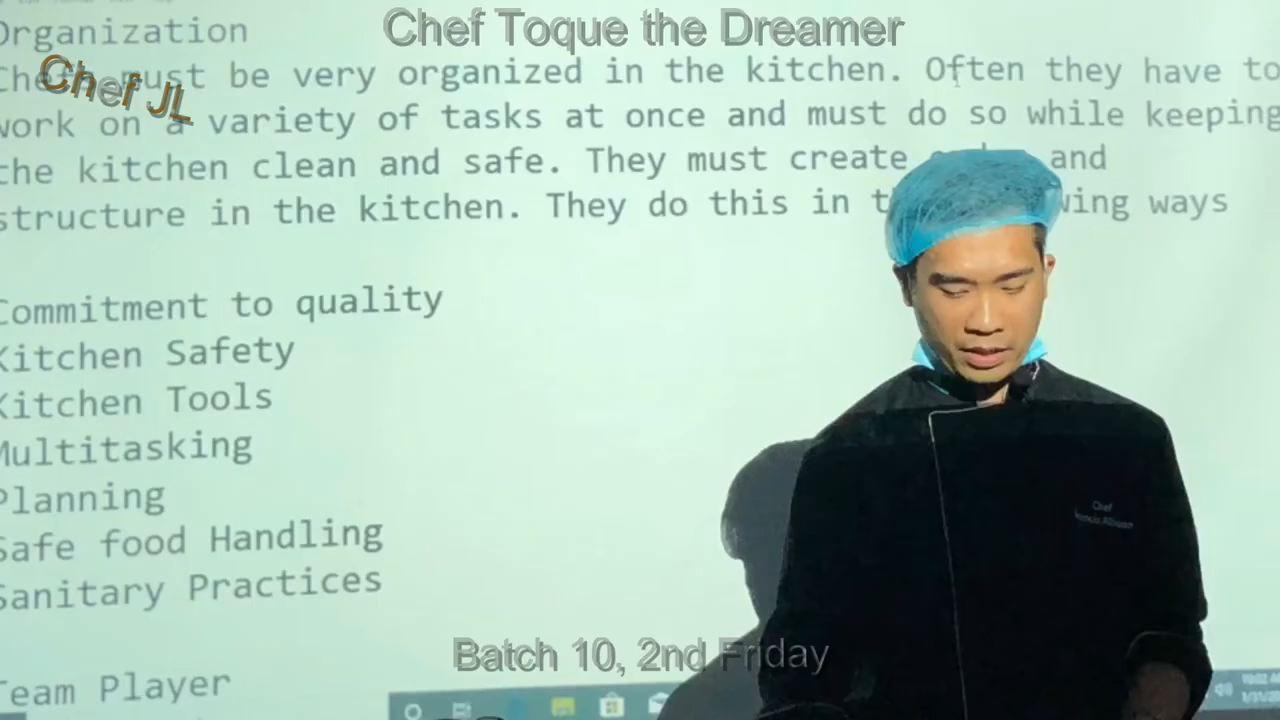 Chef Toque the Dreamer
Chef JL
Organization
must be very organized in the kitchen. Often they have to
work on a variety of tasks at once and must do so while keeping
the kitchen clean and safe. They must create and
structure in the kitchen. They do this in ways
Commitment to quality
Kitchen Safety
Kitchen Tools
Multitasking
Planning
Safe food Handling
Sanitary Practices
Team Player
Chef
Batch 10, 2nd Friday